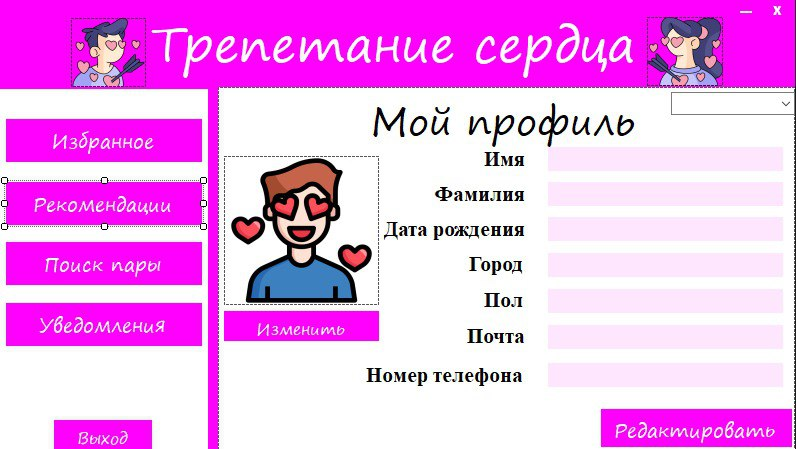 Трепетание сердца
— X
Избранное
Рекомендации
Поиск пары
Уведомления
Выход
Мой профиль
Изменить
Имя
Фамилия
Дата рождения
Город
Пол
Почта
Номер телефона
Редактировать